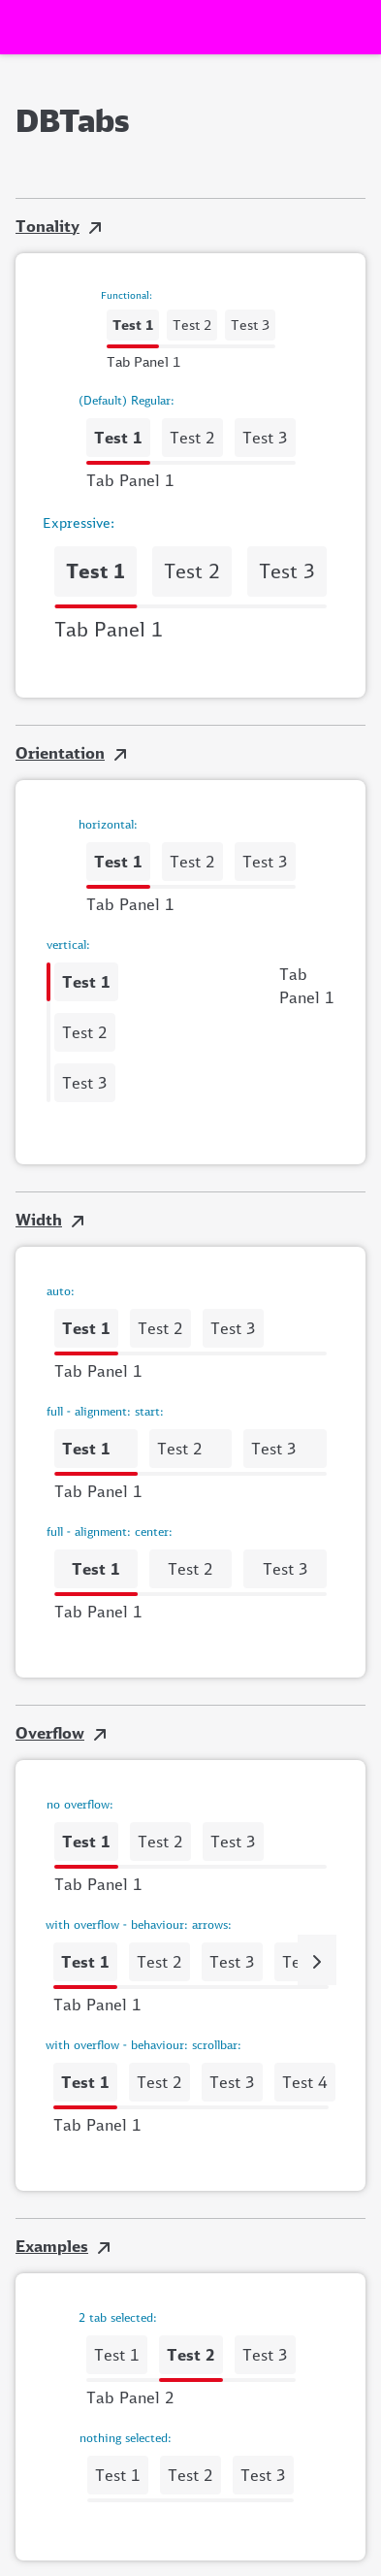 DBTabs
Tonality
Functional:
Test 1 Test 2 Test 3
Tab Panel 1
(Default) Regular:
Test 1 Test 2 Test 3
Tab Panel 1
Expressive:
Test 1 Test 2 Test 3
Tab Panel 1
Orientation
horizontal:
Test 1 Test 2 Test 3
Tab Panel 1
vertical:
Test 1
Test 2
Test 3
Tab
Panel 1
Width
auto:
Test 1 Test 2 Test 3
Tab Panel 1
full - alignment: start:
Test 1 Test 2 Test 3
Tab Panel 1
full - alignment: center:
Test 1 Test 2 Test 3
Tab Panel 1
Overflow
no overflow:
Test 1 Test 2 Test 3
Tab Panel 1
with overflow - behaviour: arrows:
Test 1 Test 2 Test 3
Tab Panel 1
with overflow - behaviour: scrollbar:
Test 1 Test 2 Test 3 Test 4
Tab Panel 1
Examples
2 tab selected:
Test 1 Test 2 Test 3
Tab Panel 2
nothing selected:
Test 1 Test 2 Test 3